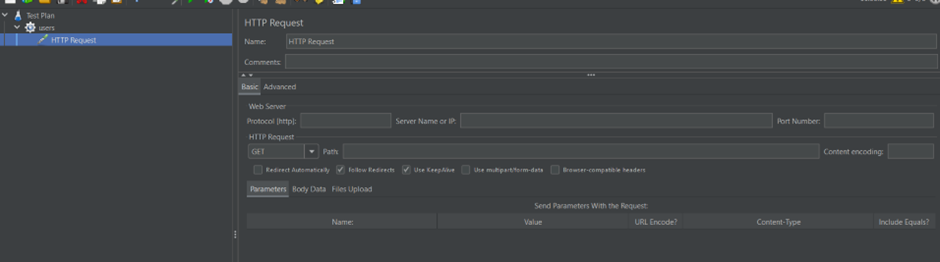 Test Plan
users
HTTP Request
HTTP Request
Name: HTTP Request
Comments:
Basic Advanced
Web Server
Protocol [http]: Server Name or IP: Port Number:
HTTP Request
GET Path: Content encoding:
Redirect Automatically Follow Redirects Use KeepAlive Use multipart/form-data Browser-compatible headers
Parameters Body Data Files Upload
Send Parameters With the Request:
Name: Value URL Encode? Content-Type Include Equals?